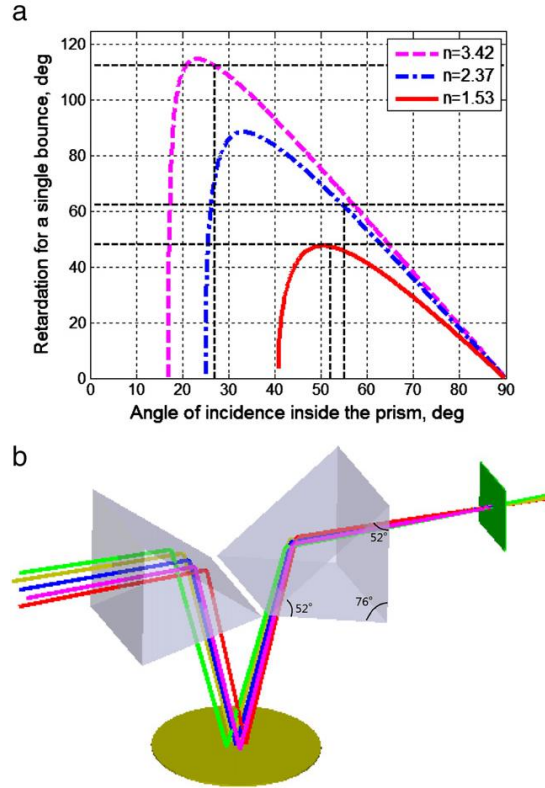 a
Retardation for a single bounce, deg
120
100
80
60
40
20
0
n=3.42
n=2.37
n=1.53
0 10 20 30 40 50 60 70 80 90
Angle of incidence inside the prism, deg
b
52°
52°
76°